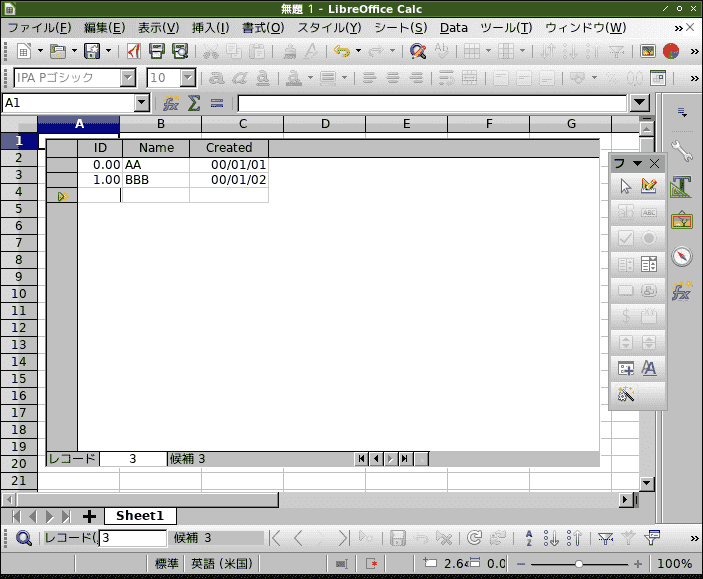 無題 1 - LibreOffice Calc
ファイル(F) 編集(E) 表示(V) 挿入(I) 書式(O) スタイル(Y) シート(S) Data ツール(T) ウィンドウ(W) »
IPA Pゴシック 10
A1
A B C D E F G
1
2
3
4
5
6
7
8
9
10
11
12
13
14
15
16
17
18
19
20
21
ID Name Created
0.00 AA 00/01/01
1.00 BBB 00/01/02
フ
レコード 3 候補 3
Sheet1
レコード(. 3 候補 3
標準 英語 (米国) 2.64 0.0 100%